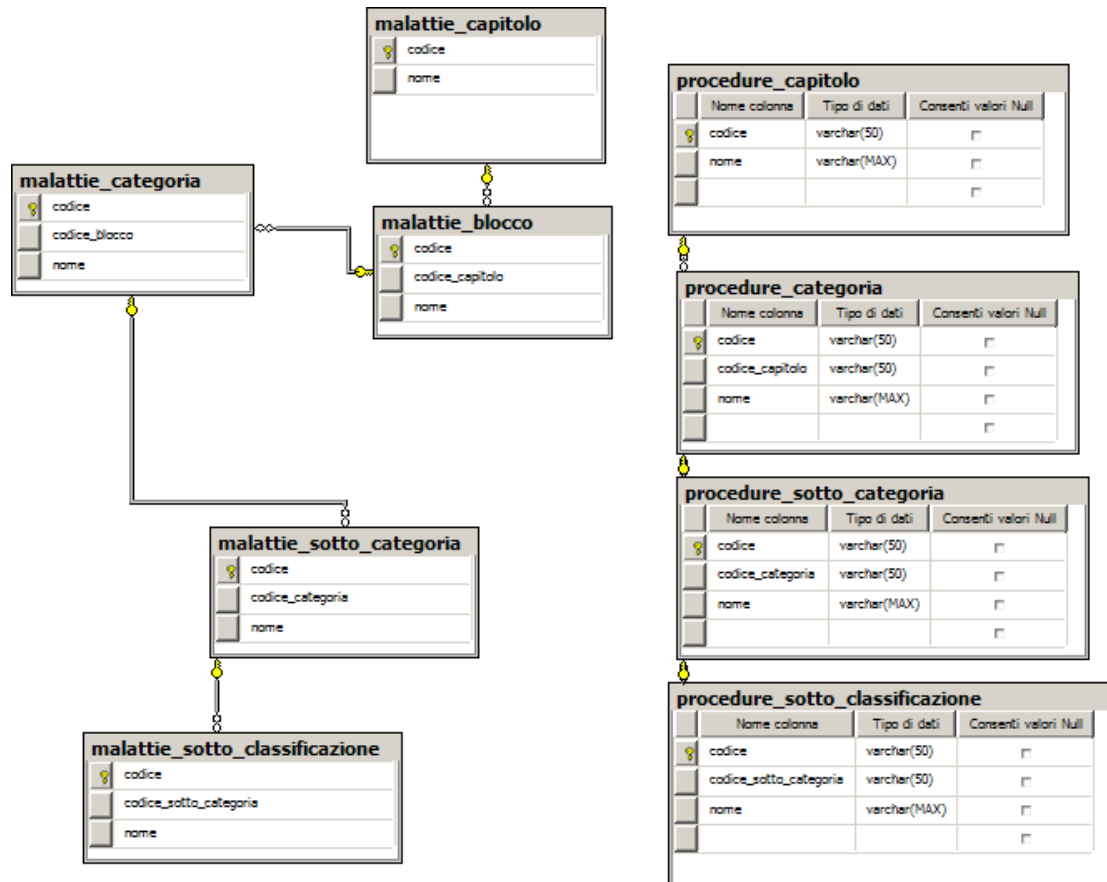 malattie_capitolo
codice
nome
malattie_categoria
codice
codice_blocco
nome
malattie_blocco
codice
codice_capitolo
nome
malattie_sotto_categoria
codice
codice_categoria
nome
malattie_sotto_classificazione
codice
codice_sotto_categoria
nome
procedure_capitolo
Nome colonna Tipo di dati Consenti valori Null
codice varchar(50)
nome varchar(MAX)
procedure_categoria
Nome colonna Tipo di dati Consenti valori Null
codice varchar(50)
codice_capitolo varchar(50)
nome varchar(MAX)
procedure_sotto_categoria
Nome colonna Tipo di dati Consenti valori Null
codice varchar(50)
codice_categoria varchar(50)
nome varchar(MAX)
procedure_sotto_classificazione
Nome colonna Tipo di dati Consenti valori Null
codice varchar(50)
codice_sotto_categoria varchar(50)
nome varchar(MAX)